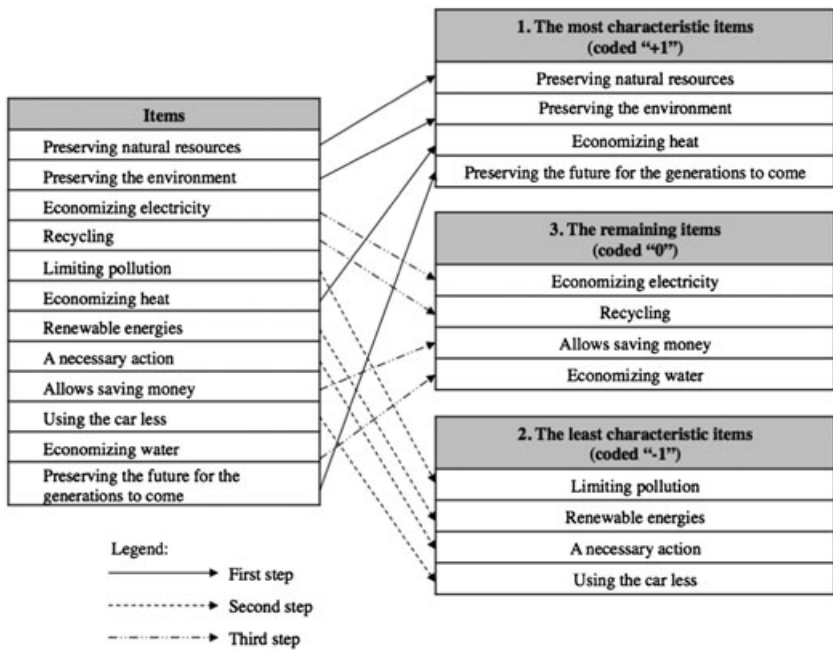 Items
Preserving natural resources
Preserving the environment
Economizing electricity
Recycling
Limiting pollution
Economizing heat
Renewable energies
A necessary action
Allows saving money
Using the car less
Economizing water
Preserving the future for the
generations to come
1. The most characteristic items
(coded “+1”)
Preserving natural resources
Preserving the environment
Economizing heat
Preserving the future for the generations to come
3. The remaining items
(coded “0”)
Economizing electricity
Recycling
Allows saving money
Economizing water
2. The least characteristic items
(coded “-1”)
Limiting pollution
Renewable energies
A necessary action
Using the car less
Legend:
First step
Second step
Third step